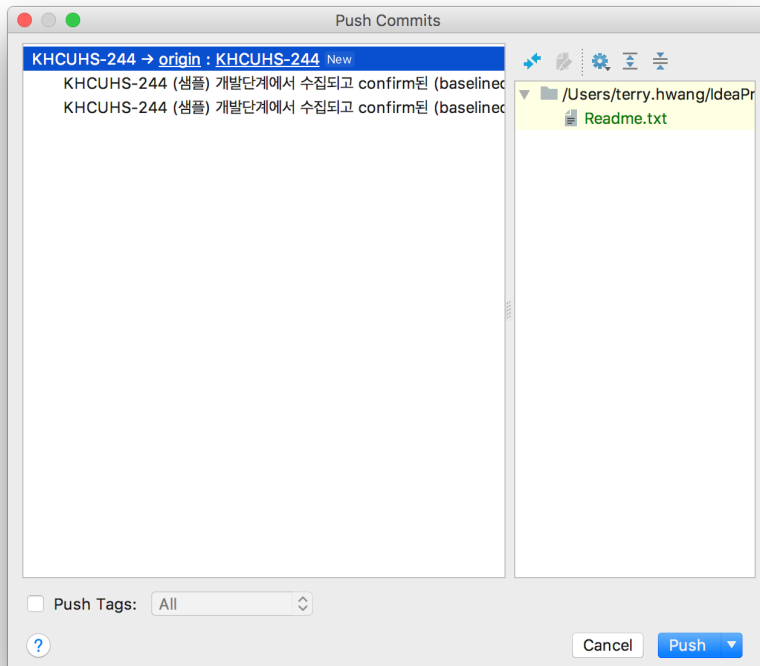 Push Commits
KHCUHS-244 → origin : KHCUHS-244 New
KHCUHS-244 (샘플) 개발단계에서 수집되고 confirm된 (baselined
KHCUHS-244 (샘플) 개발단계에서 수집되고 confirm된 (baselined
/Users/terry.hwang/IdeaPr
Readme.txt
Push Tags: All
? Cancel Push